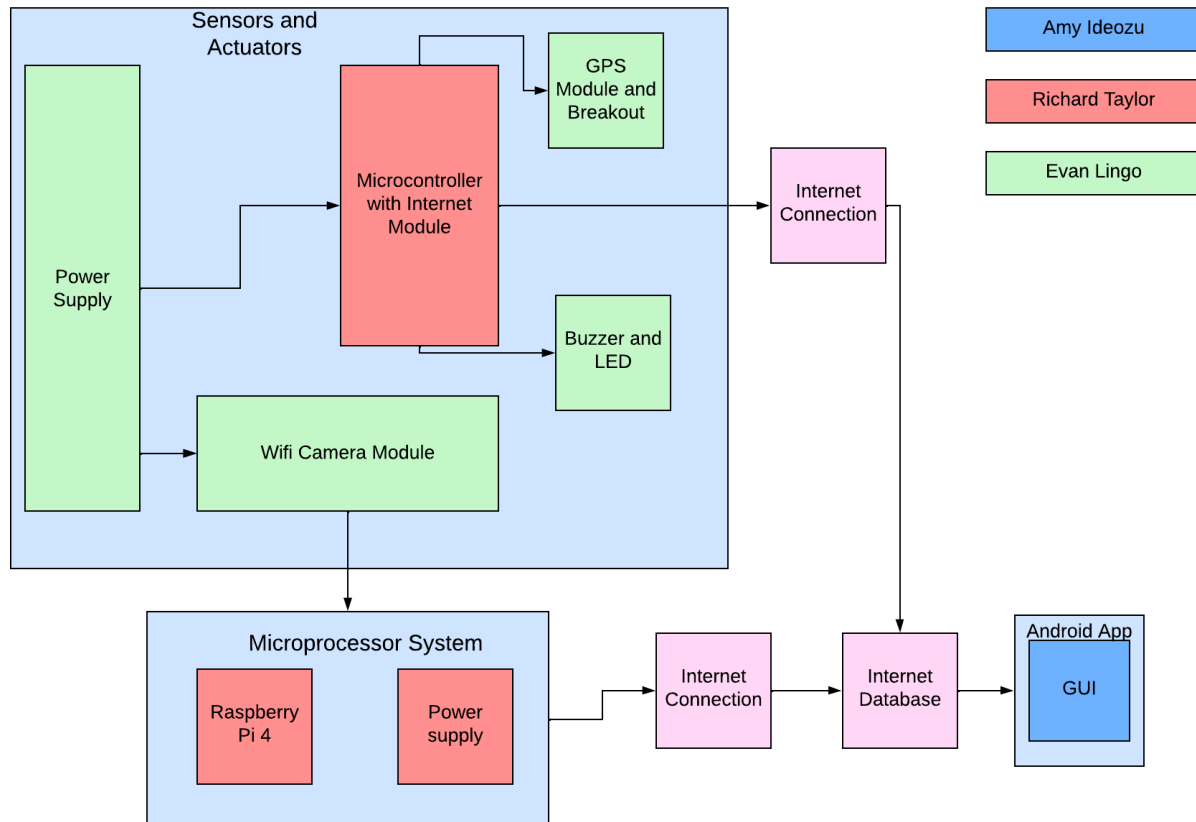 Sensors and
Actuators
Amy Ideozu
Richard Taylor
Evan Lingo
GPS
Module and
Breakout
Microcontroller
with Internet
Module
Internet
Connection
Power
Supply
Buzzer and
LED
Wifi Camera Module
Microprocessor System
Raspberry
Pi 4
Power
supply
Internet
Connection
Internet
Database
Android App
GUI